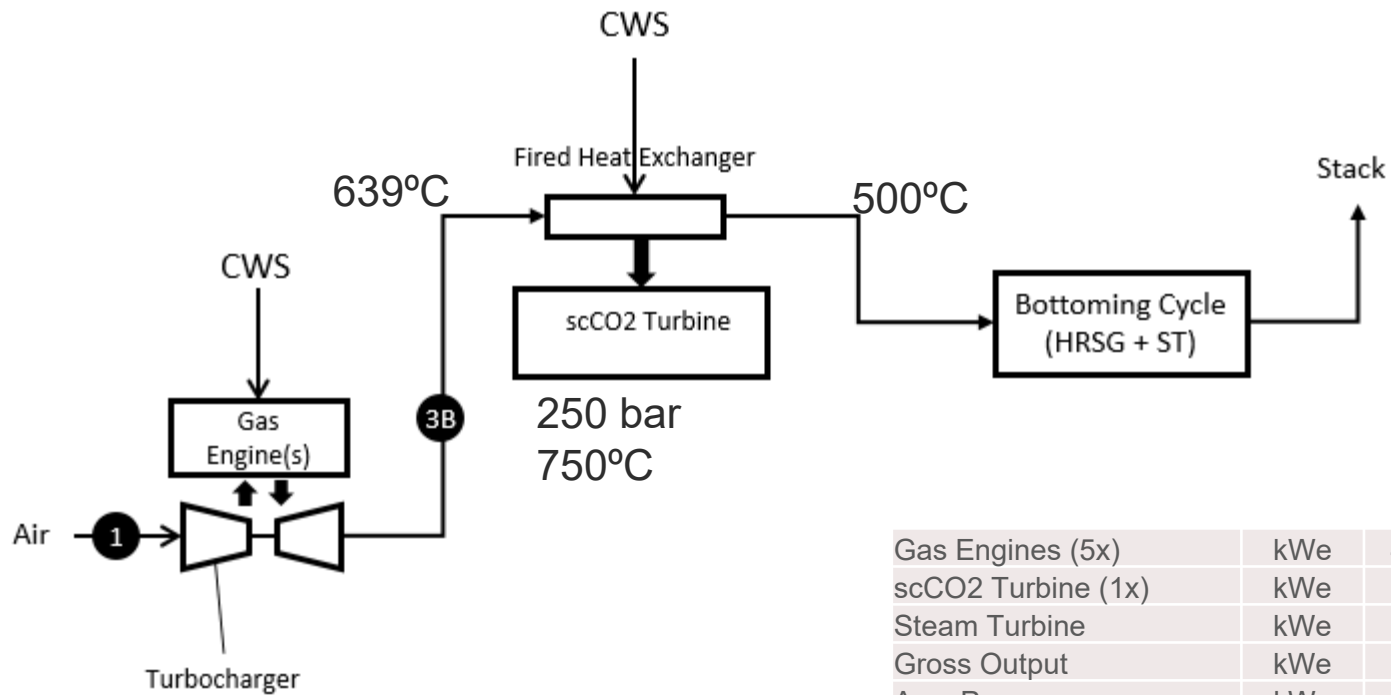 CWS
Fired Heat Exchanger
639ºC
500ºC
Stack
CWS
scCO2 Turbine
Bottoming Cycle
(HRSG + ST)
250 bar
750ºC
3B
Gas
Engine(s)
Air
1
Turbocharger
Gas Engines (5x) kWe
scCO2 Turbine (1x) kWe
Steam Turbine kWe
Gross Output kWe